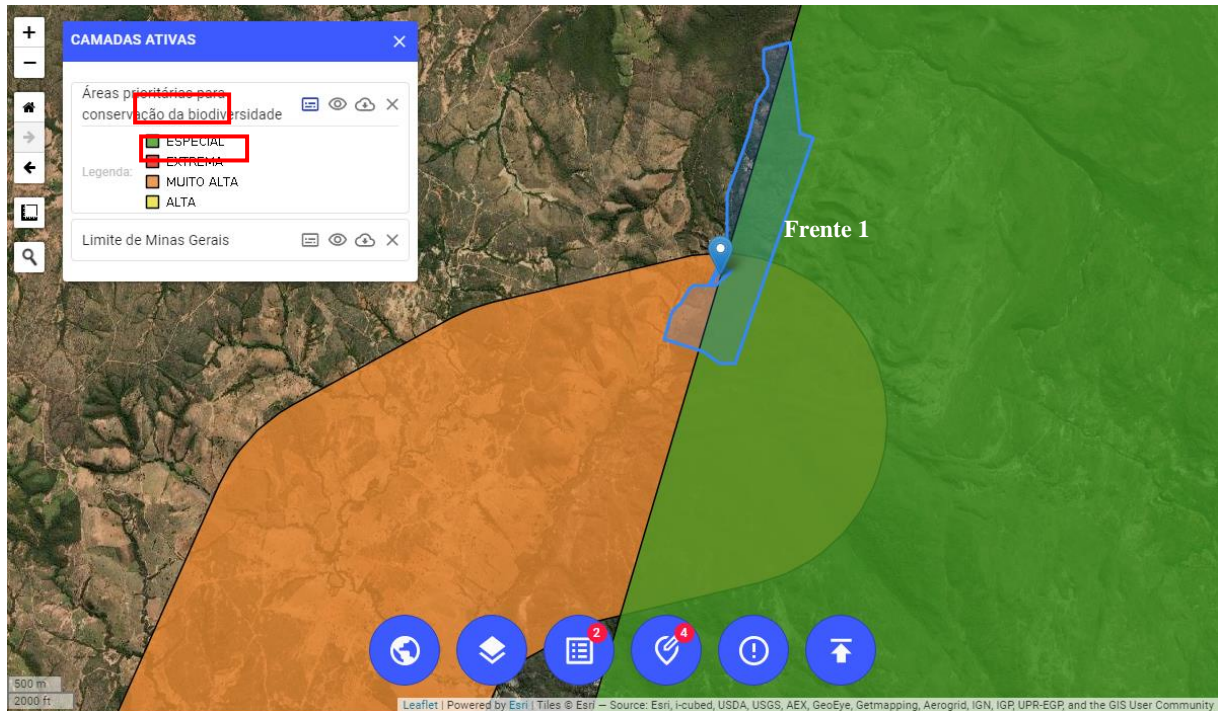 CAMADAS ATIVAS
Áreas prioritárias para
conservação da biodiversidade
Legenda:
ESPECIAL
EXTREMA
MUITO ALTA
ALTA
Limite de Minas Gerais
Frente 1
2
4
500 m
2000 ft
Leaflet | Powered by Esri | Tiles © Esri — Source: Esri, i-cubed, USDA, USGS, AEX, GeoEye, Getmapping, Aerogrid, IGN, IGP, UPR-EGP, and the GIS User Community